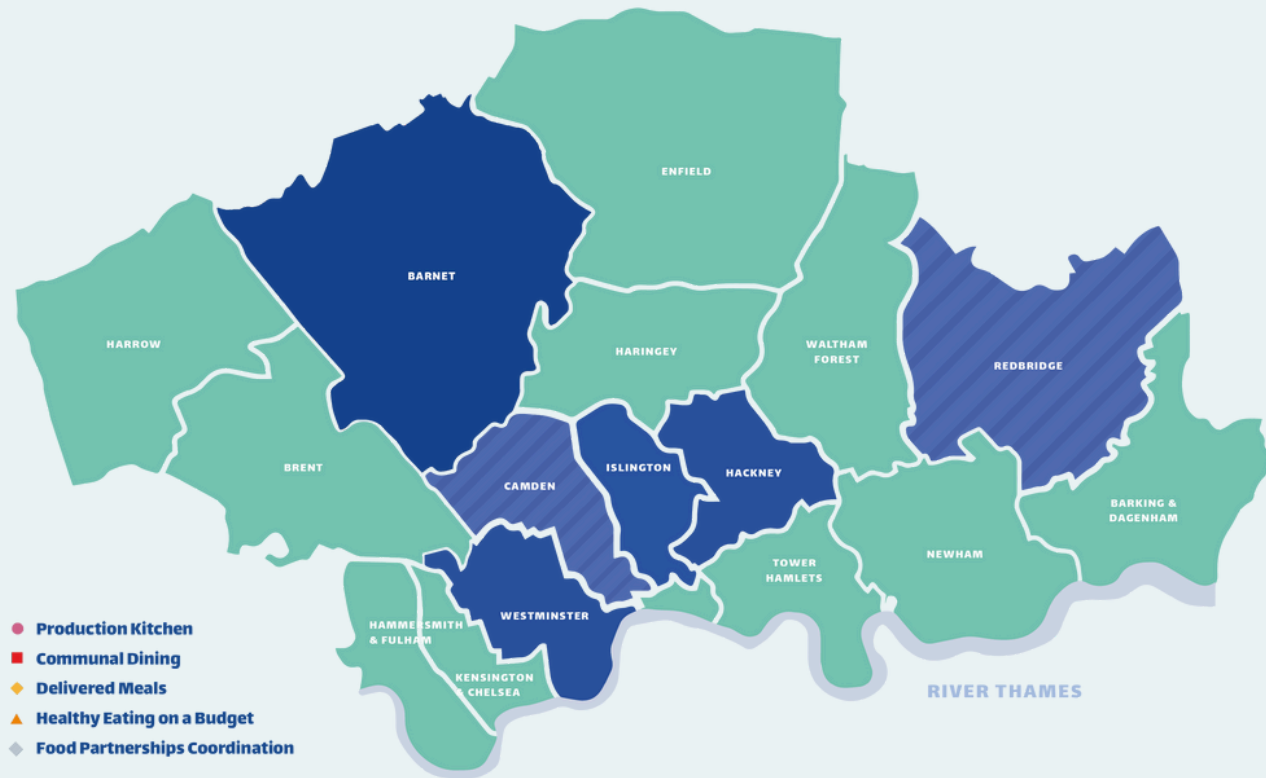 ENFIELD
BARNET
HARROW
HARINGEY
WALTHAM
FOREST
REDBRIDGE
BRENT
CAMDEN
ISLINGTON
HACKNEY
BARKING &
DAGENHAM
NEWHAM
TOWER
HAMLETS
WESTMINSTER
HAMMERSMITH
& FULHAM
KENSINGTON
& CHELSEA
RIVER THAMES
Production Kitchen
Communal Dining
Delivered Meals
Healthy Eating on a Budget
Food Partnerships Coordination